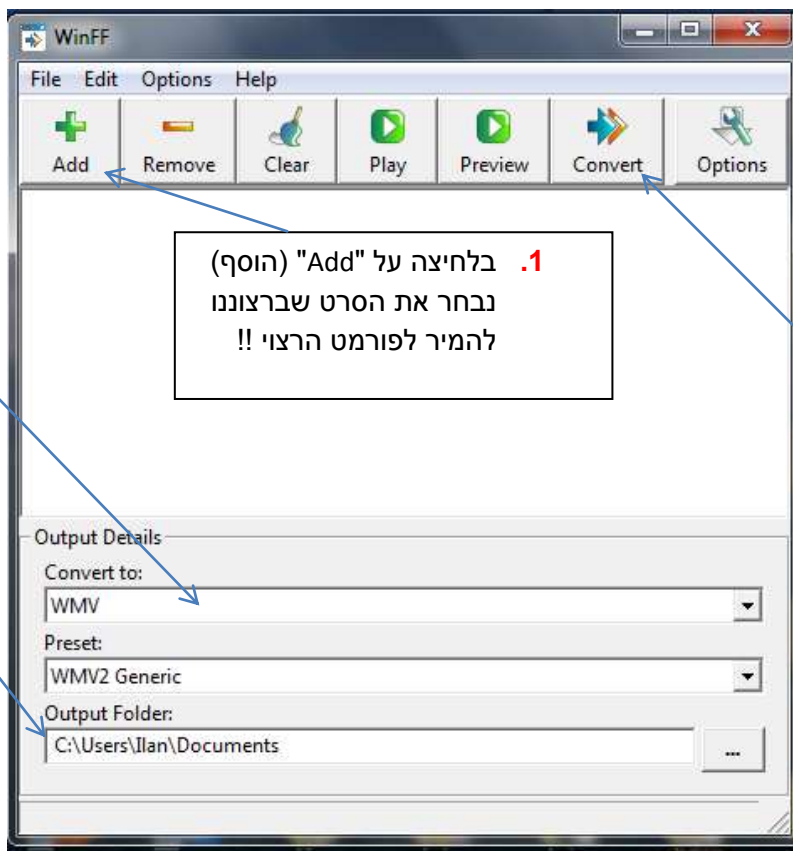 WinFF
File Edit Options Help
Add Remove Clear Play Preview Convert Options
1. בלחיצה על "Add" (הוסף)
נבחר את הסרט שברצוננו
להמיר לפורמט הרצוי !!
Output Details
Convert to:
WMV
Preset:
WMV2 Generic
Output Folder:
C:\Users\Ilan\Documents
...